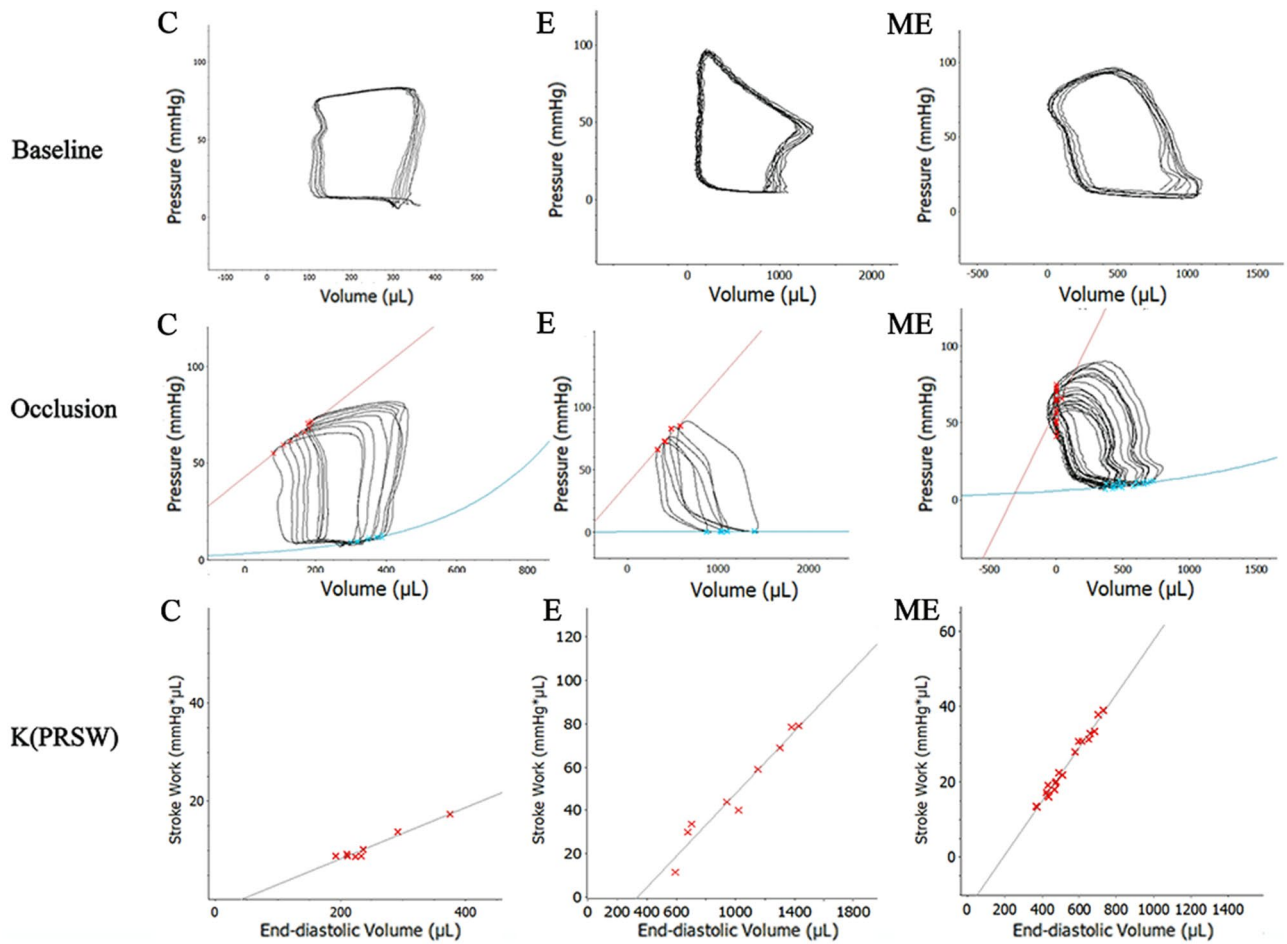 C
E
ME
Baseline
Pressure (mmHg)
100
50
0
-100 0 100 200 300 400 500
Volume (µL)
Pressure (mmHg)
100
50
0
0 1000 2000
Volume (µL)
Pressure (mmHg)
100
50
0
-500 0 500 1000 1500
Volume (µL)
C
E
ME
Occlusion
Pressure (mmHg)
100
50
0
0 200 400 600 800
Volume (µL)
Pressure (mmHg)
150
100
50
0
0 1000 2000
Volume (µL)
Pressure (mmHg)
100
50
0
-500 0 500 1000 1500
Volume (µL)
C
E
ME
K(PRSW)
Stroke Work (mmHg*µL)
40
20
0 200 400
End-diastolic Volume (µL)
Stroke Work (mmHg*µL)
120
100
80
60
40
20
0
0 200 400 600 1000 1400 1800
End-diastolic Volume (µL)
Stroke Work (mmHg*µL)
60
40
20
0
0 200 400 600 800 1000 1400
End-diastolic Volume (µL)